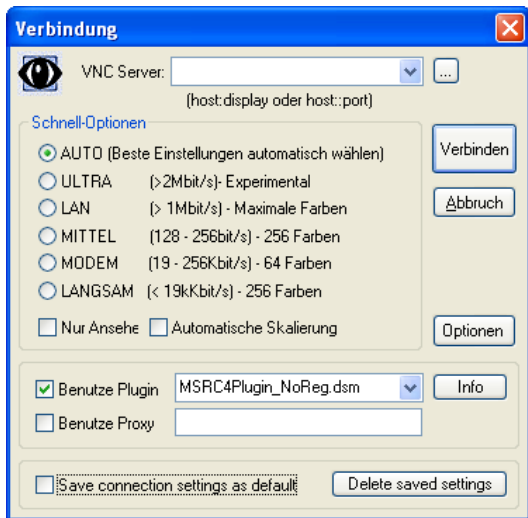 Verbindung
VNC Server:
...
(host:display oder host::port)
Schnell-Optionen
AUTO (Beste Einstellungen automatisch wählen)
Verbinden
ULTRA (>2Mbit/s)- Experimental
LAN (> 1Mbit/s) - Maximale Farben
Abbruch
MITTEL (128 - 256bit/s) - 256 Farben
MODEM (19 - 256Kbit/s) - 64 Farben
LANGSAM (< 19kKbit/s) - 256 Farben
Nur Ansehe Automatische Skalierung
Optionen
Benutze Plugin MSRC4Plugin_NoReg.dsm Info
Benutze Proxy
Save connection settings as default Delete saved settings